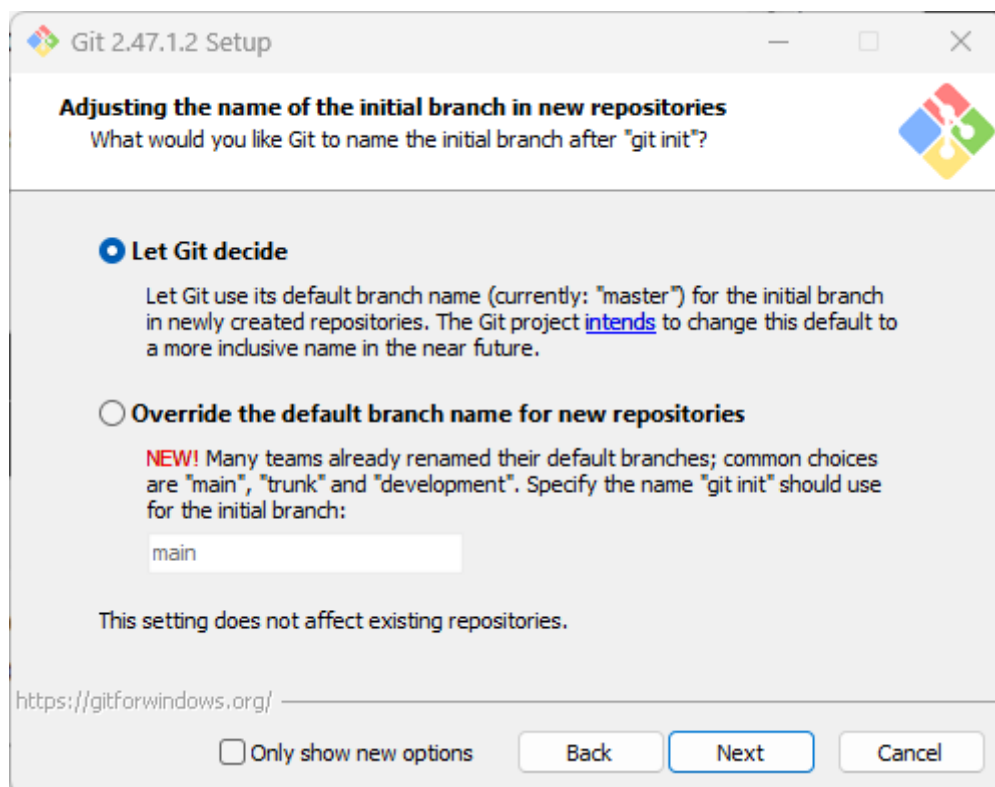 Git 2.47.1.2 Setup
Adjusting the name of the initial branch in new repositories
What would you like Git to name the initial branch after "git init"?
Let Git decide
Let Git use its default branch name (currently: "master") for the initial branch
in newly created repositories. The Git project intends to change this default to
a more inclusive name in the near future.
Override the default branch name for new repositories
NEW! Many teams already renamed their default branches; common choices
are "main", "trunk" and "development". Specify the name "git init" should use
for the initial branch:
main
This setting does not affect existing repositories.
https://gitforwindows.org/
Only show new options Back Next Cancel